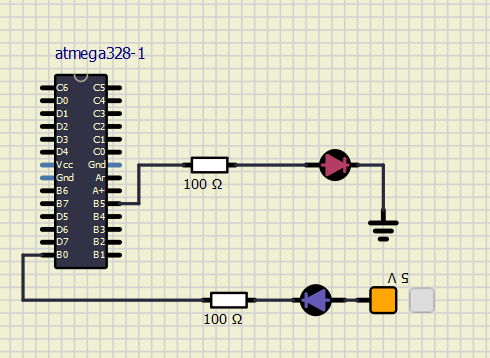 atmega328-1
C6 C5
D0 C4
D1 C3
D2 C2
D3 C1
D4 C0
Vcc Gnd
Gnd Ar
B6 A+
B7 B5
D5 B4
D6 B3
D7 B2
B0 B1
100 Ω
5 V
100 Ω